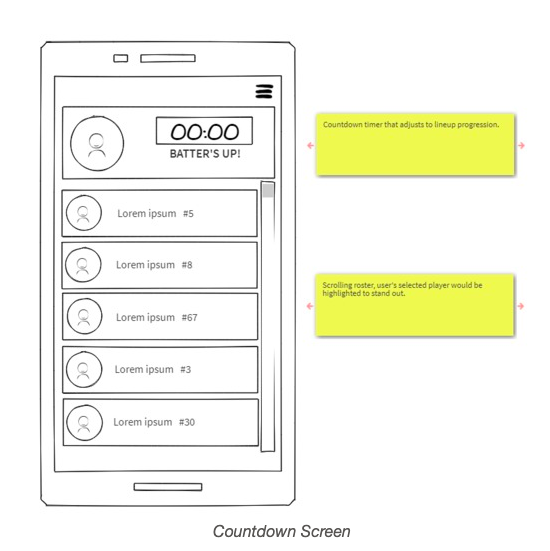 00:00
BATTER'S UP!
Lorem ipsum #5
Lorem ipsum #8
Lorem ipsum #67
Lorem ipsum #3
Lorem ipsum #30
Countdown timer that adjusts to lineup progression.
Scrolling roster, user's selected player would be
highlighted to stand out.
Countdown Screen